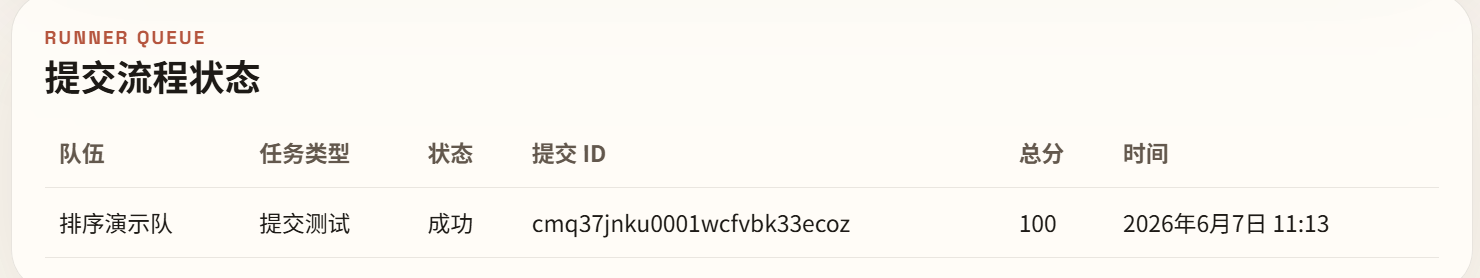 RUNNER QUEUE
提交流程状态
队伍 任务类型 状态 提交 ID 总分 时间
排序演示队 提交测试 成功 cmq37jnku0001wcfvbk33ecoz 100 2026年6月7日 11:13